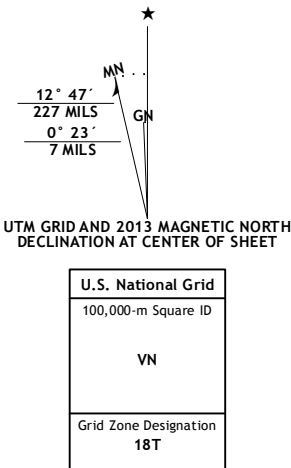 ★
MN
12° 47´
227 MILS
GN
0° 23´
7 MILS
UTM GRID AND 2013 MAGNETIC NORTH
DECLINATION AT CENTER OF SHEET
U.S. National Grid
100,000-m Square ID
VN
Grid Zone Designation
18T